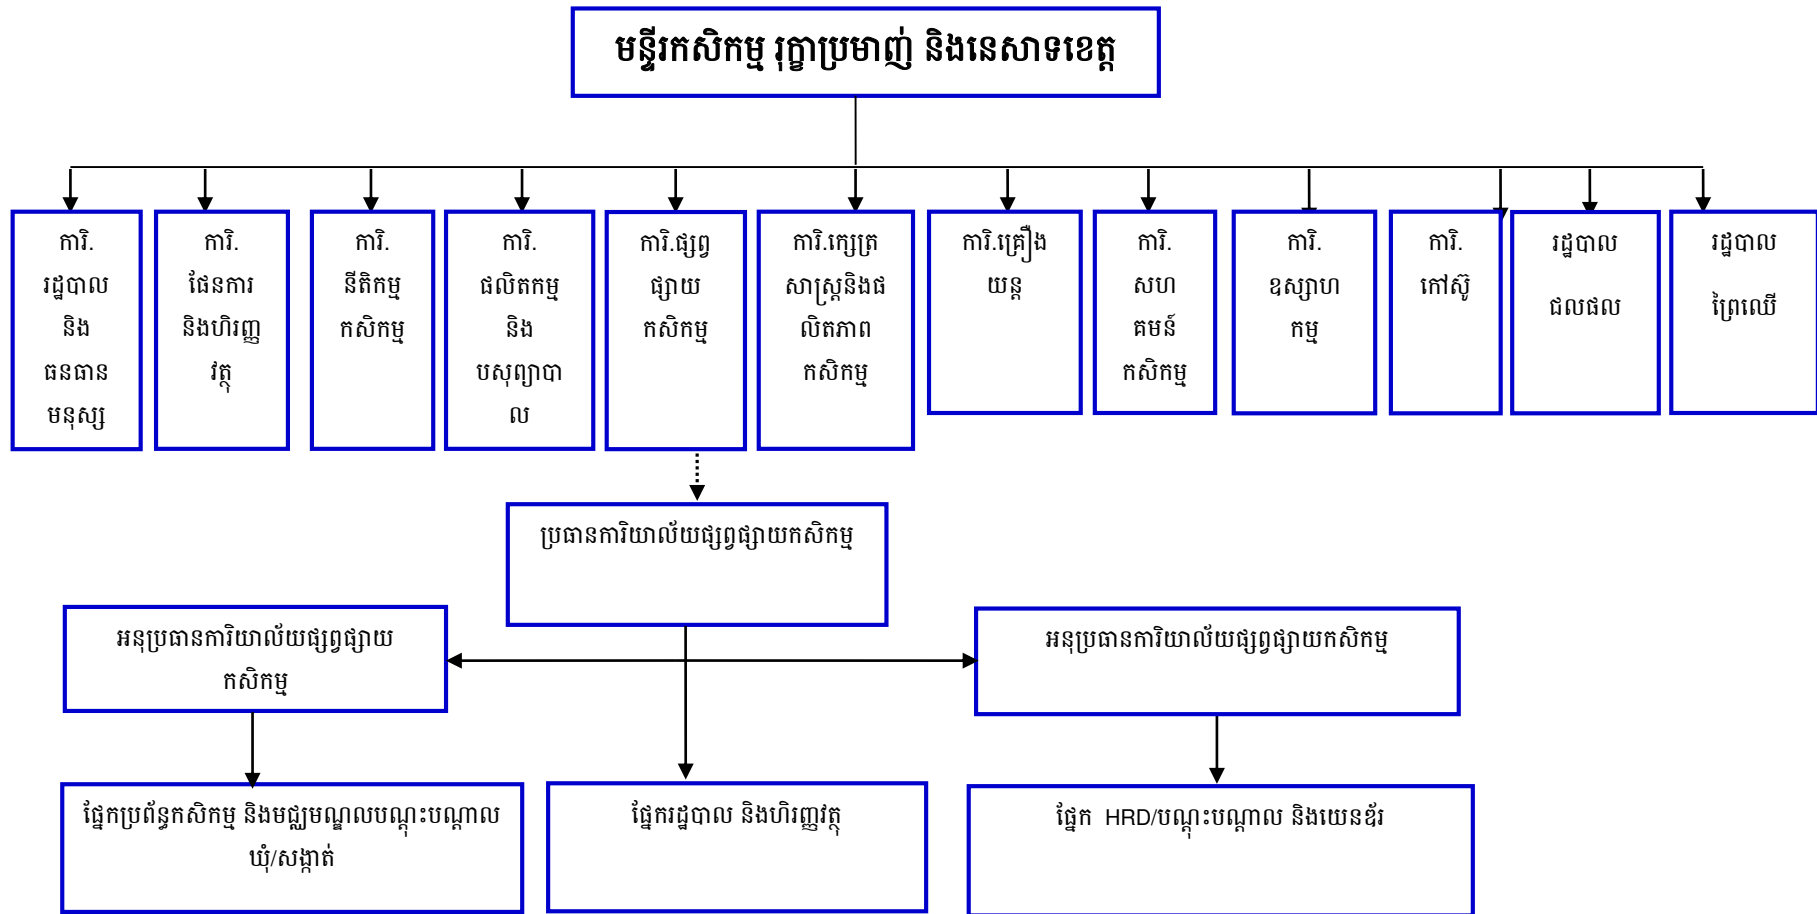 មន្ទីរកសិកម្ម រុក្ខាប្រមាញ់ និងនេសាទខេត្ត
ការិ.
រដ្ឋបាល
និង
ធនធាន
មនុស្ស
ការិ.
ផែនការ
និងហិរញ្ញ
វត្ថុ
ការិ.
នីតិកម្ម
កសិកម្ម
ការិ.
ផលិតកម្ម
និង
បសុព្យាបា
ល
ការិ.ផ្សព្វ
ផ្សាយ
កសិកម្ម
ការិ.ក្សេត្រ
សាស្ត្រនិងផ
លិតភាព
កសិកម្ម
ការិ.គ្រឿង
យន្ត
ការិ.
សហ
គមន៍
កសិកម្ម
ការិ.
ឧស្សាហ
កម្ម
ការិ.
កៅស៊ូ
រដ្ឋបាល
ជលផល
រដ្ឋបាល
ព្រៃឈើ
ប្រធានការិយាល័យផ្សព្វផ្សាយកសិកម្ម
អនុប្រធានការិយាល័យផ្សព្វផ្សាយ
កសិកម្ម
អនុប្រធានការិយាល័យផ្សព្វផ្សាយកសិកម្ម
ផ្នែកប្រព័ន្ធកសិកម្ម និងមជ្ឈមណ្ឌលបណ្តុះបណ្តាល
ឃុំ/សង្កាត់
ផ្នែករដ្ឋបាល និងហិរញ្ញវត្ថុ
ផ្នែក HRD/បណ្តុះបណ្តាល និងយេនឌ័រ